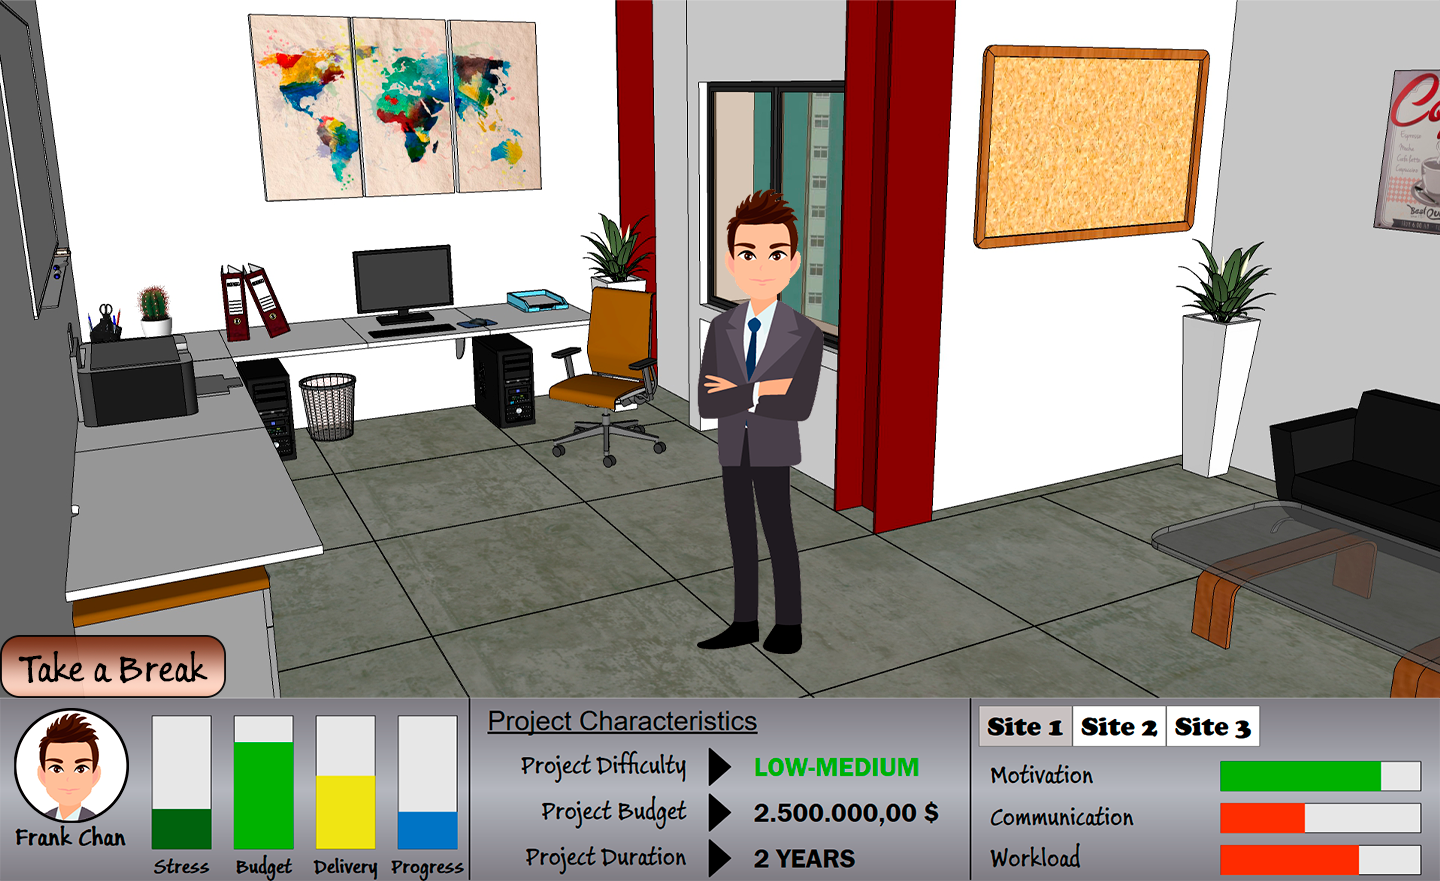 Take a Break
Frank Chan
Stress
Budget
Delivery
Progress
Project Characteristics
Project Difficulty
LOW-MEDIUM
Project Budget
2.500.000,00 $
Project Duration
2 YEARS
Site 1
Site 2
Site 3
Motivation
Communication
Workload